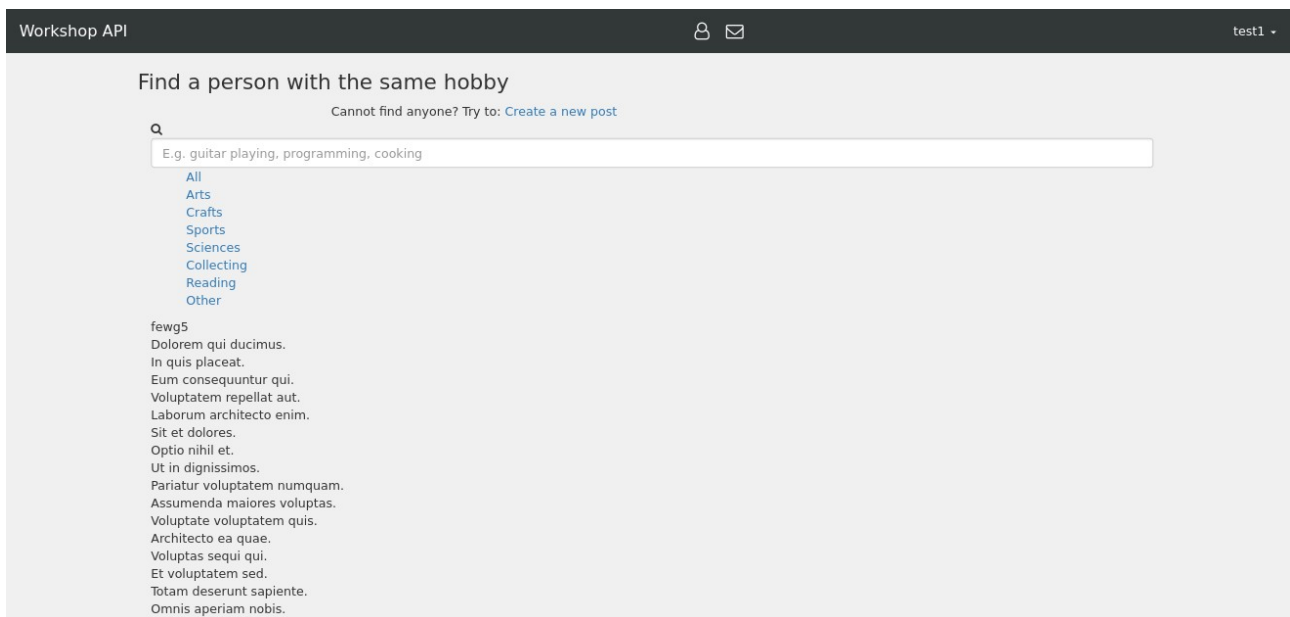 Workshop API
test1
Find a person with the same hobby
Cannot find anyone? Try to: Create a new post
E.g. guitar playing, programming, cooking
All
Arts
Crafts
Sports
Sciences
Collecting
Reading
Other
fewg5
Dolorem qui ducimus.
In quis placeat.
Eum consequuntur qui.
Voluptatem repellat aut.
Laborum architecto enim.
Sit et dolores.
Optio nihil et.
Ut in dignissimos.
Pariatur voluptatem numquam.
Assumenda maiores voluptas.
Voluptate voluptatem quis.
Architecto ea quae.
Voluptas sequi qui.
Et voluptatem sed.
Totam deserunt sapiente.
Omnis aperiam nobis.